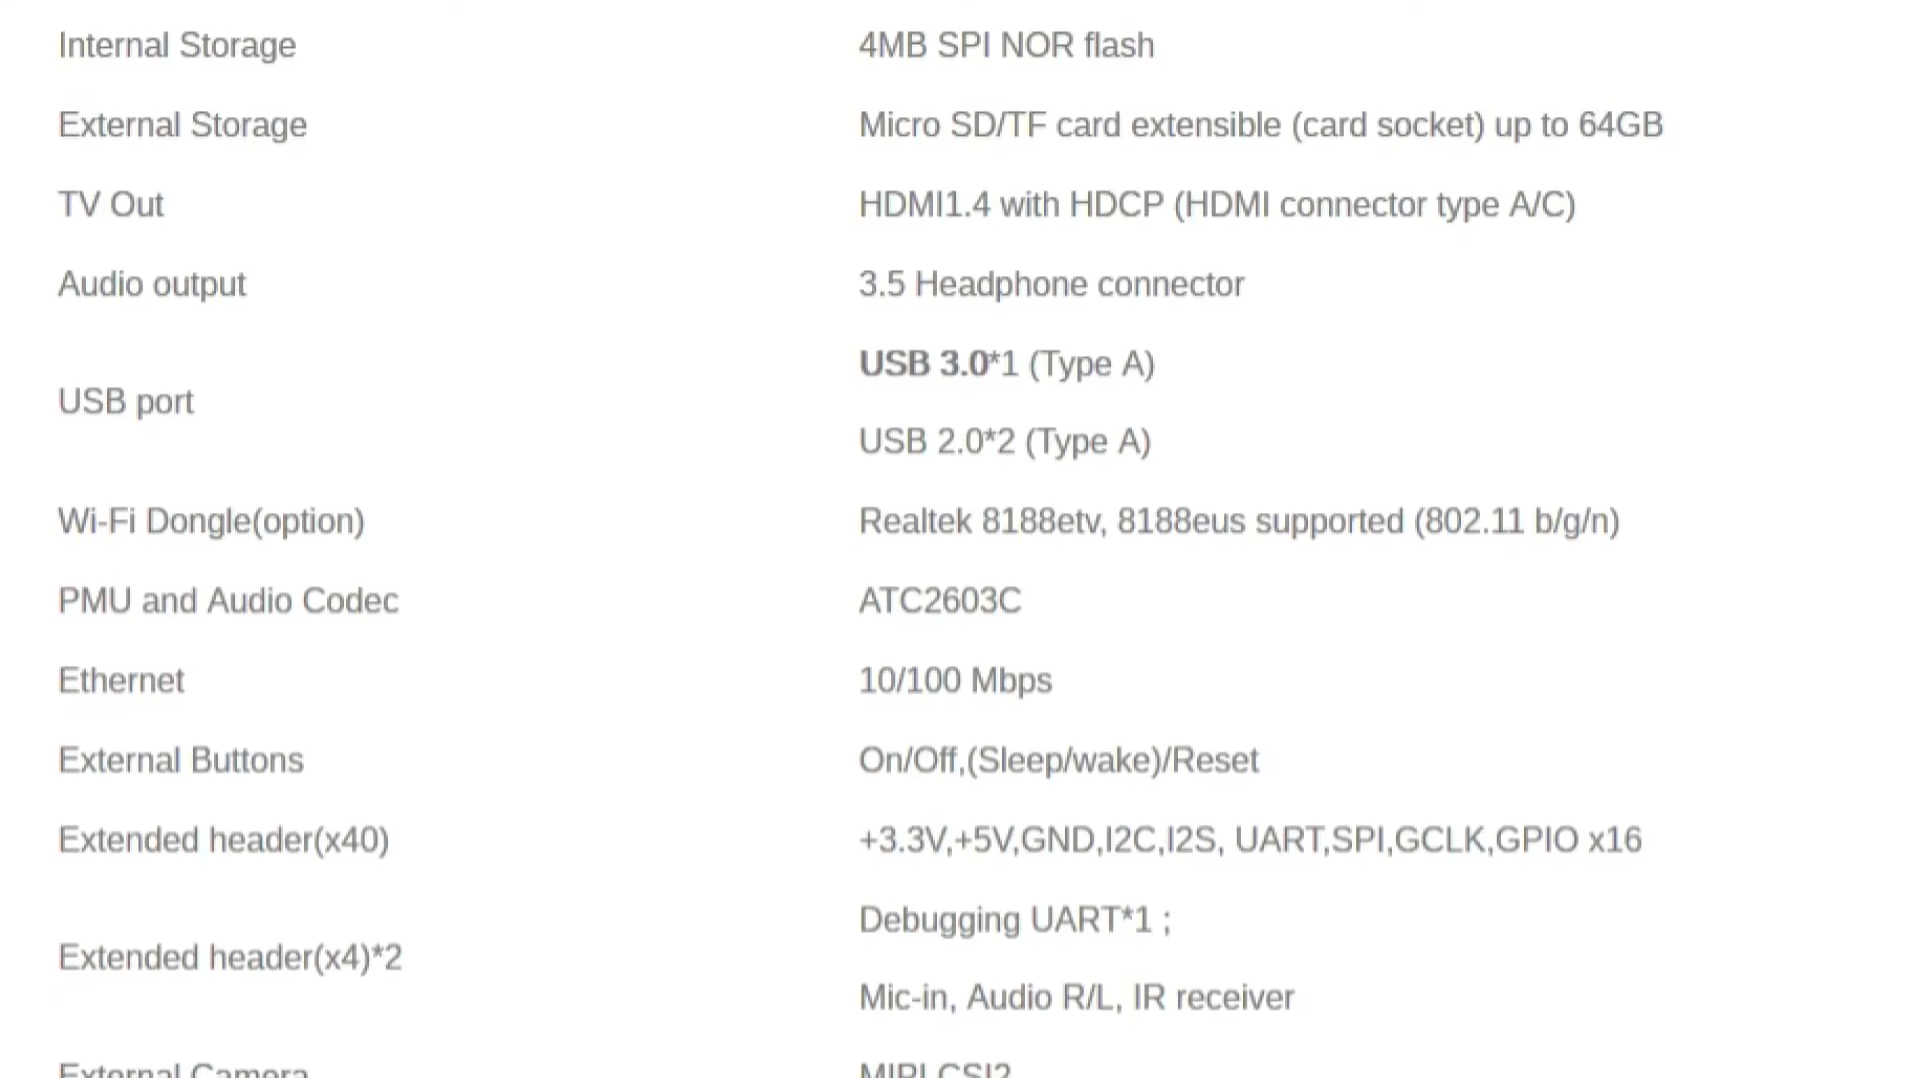 Internal Storage
4MB SPI NOR flash
External Storage
Micro SD/TF card extensible (card socket) up to 64GB
TV Out
HDMI1.4 with HDCP (HDMI connector type A/C)
Audio output
3.5 Headphone connector
USB port
USB 3.0*1 (Type A)
USB 2.0*2 (Type A)
Wi-Fi Dongle(option)
Realtek 8188etv, 8188eus supported (802.11 b/g/n)
PMU and Audio Codec
ATC2603C
Ethernet
10/100 Mbps
External Buttons
On/Off,(Sleep/wake)/Reset
Extended header(x40)
+3.3V,+5V,GND,I2C,I2S, UART,SPI,GCLK,GPIO x16
Extended header(x4)*2
Debugging UART*1 ;
Mic-in, Audio R/L, IR receiver
External Camera
MIPI CSI2